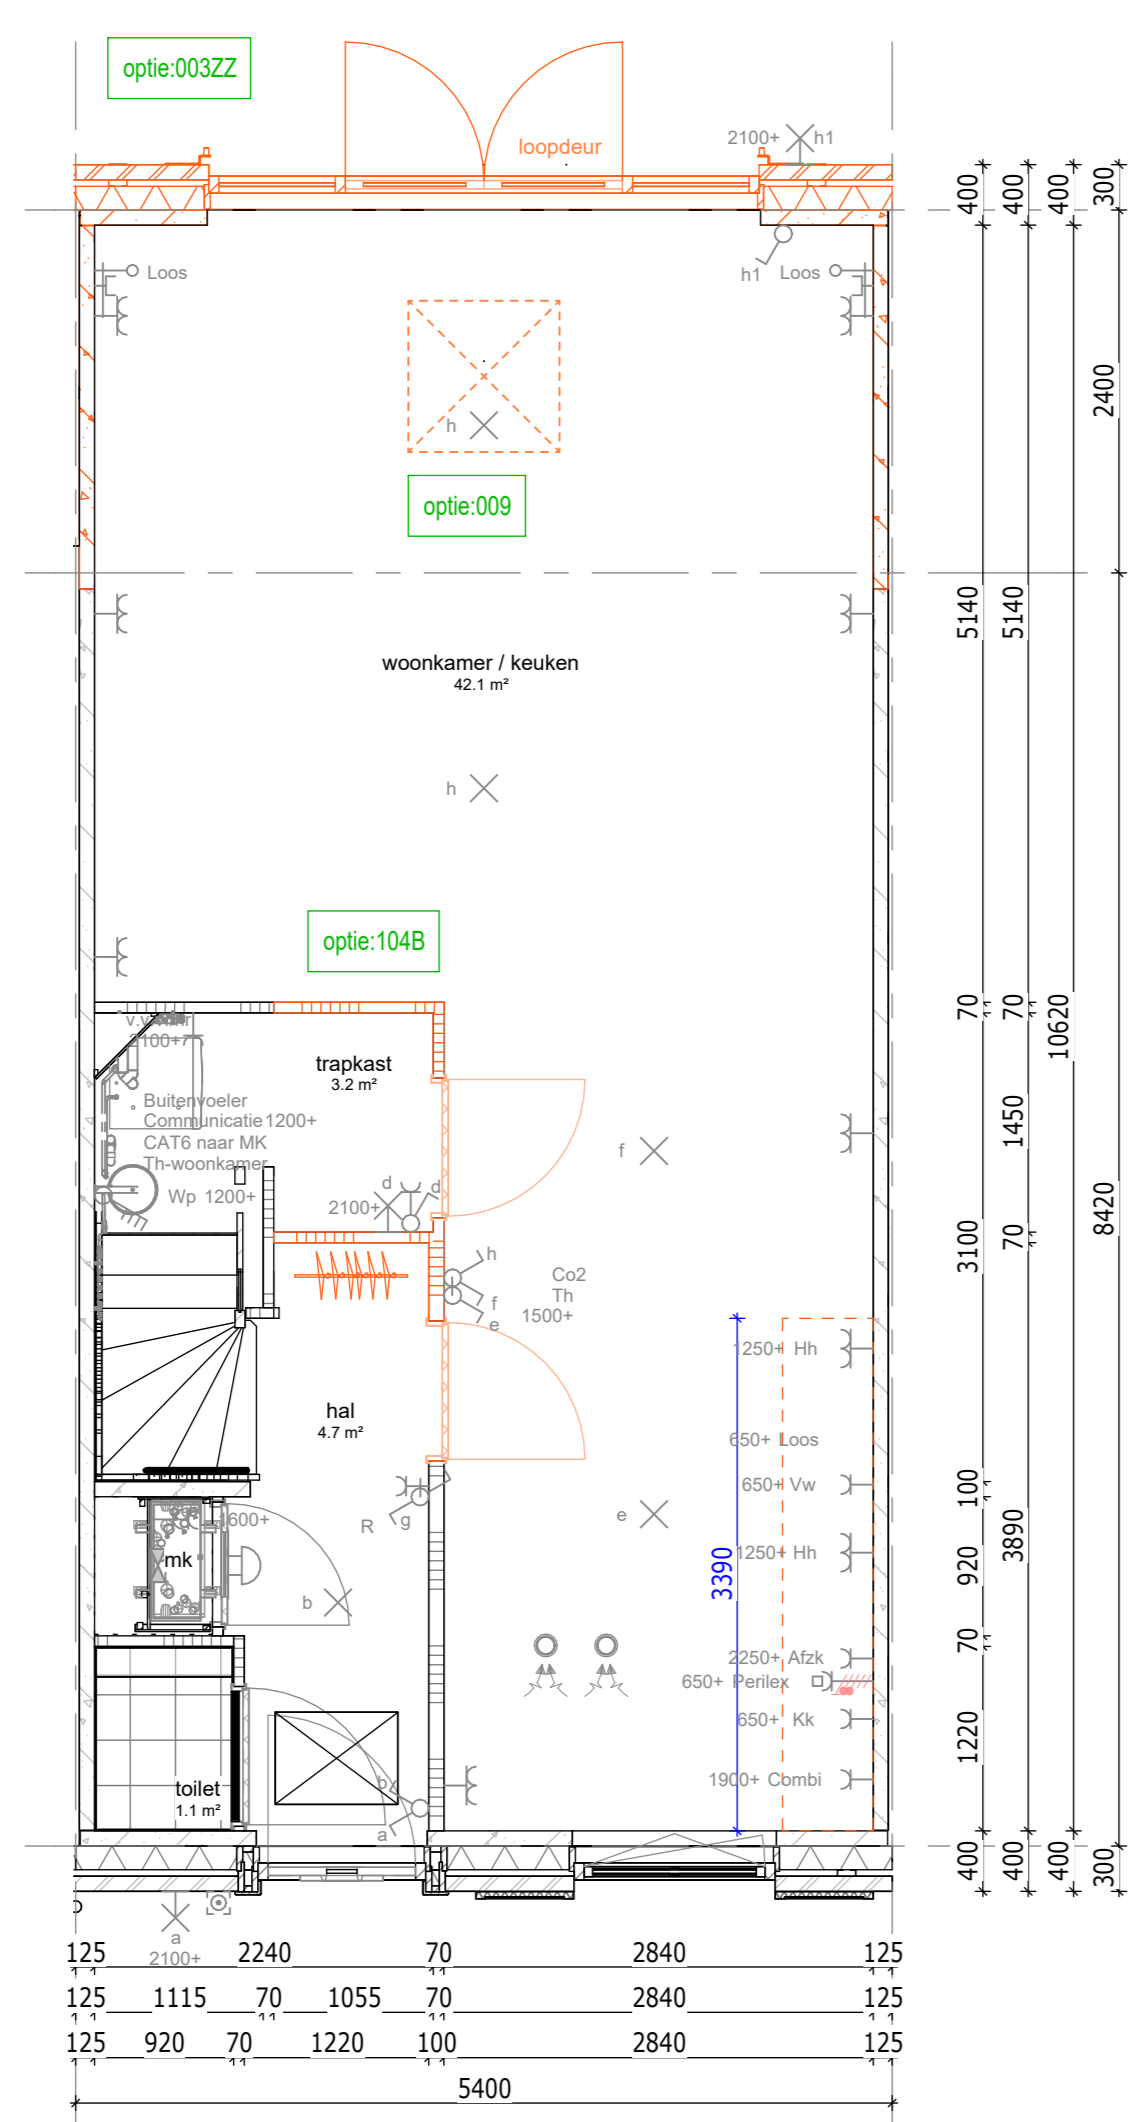 optie:003ZZ
loopdeur
2100+ h1
Loos
h1 Loos
h
optie:009
woonkamer / keuken
42.1 m²
h
optie:104B
2100+
trapkast
3.2 m²
Buitenvoeler
Communicatie 1200+
CAT6 naar MK
Th-woonkamer
Wp 1200+
d d
2100+
f
h
f
e
Co2
Th
1500+
hal
4.7 m²
1250+ Hh
650+ Loos
650+ Vw
1250+ Hh
2250+ Afzk
650+ Perilex
650+ Kk
1900+ Combi
3390
e
R g
1600+
mk
b
toilet
1.1 m²
b
a
a
2100+
400 400 400 300
2400
5140 5140
70 70
10620
1450
8420
3100
70
100
3890
920
70
1220
400 400 400 300
125 2240 70 2840 125
125 1115 70 1055 70 2840 125
125 920 70 1220 100 2840 125
5400